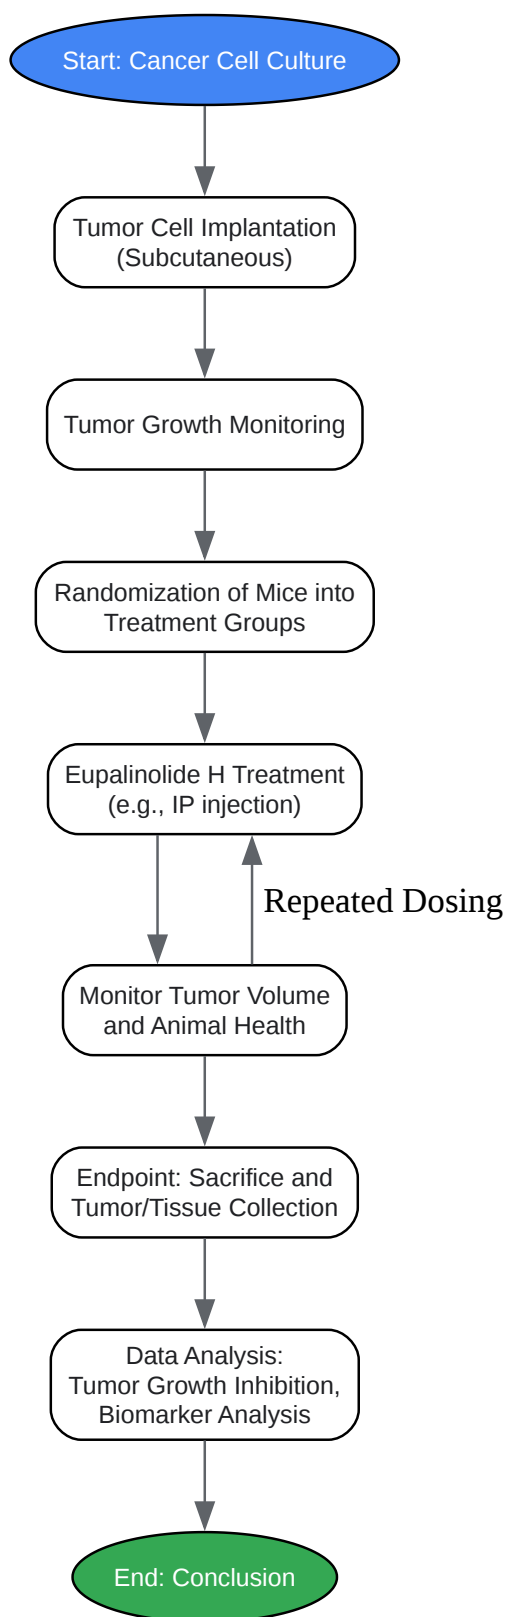 Start: Cancer Cell Culture
Tumor Cell Implantation
(Subcutaneous)
Tumor Growth Monitoring
Randomization of Mice into
Treatment Groups
Eupalinolide H Treatment
(e.g., IP injection)
Repeated Dosing
Monitor Tumor Volume
and Animal Health
Endpoint: Sacrifice and
Tumor/Tissue Collection
Data Analysis:
Tumor Growth Inhibition,
Biomarker Analysis
End: Conclusion